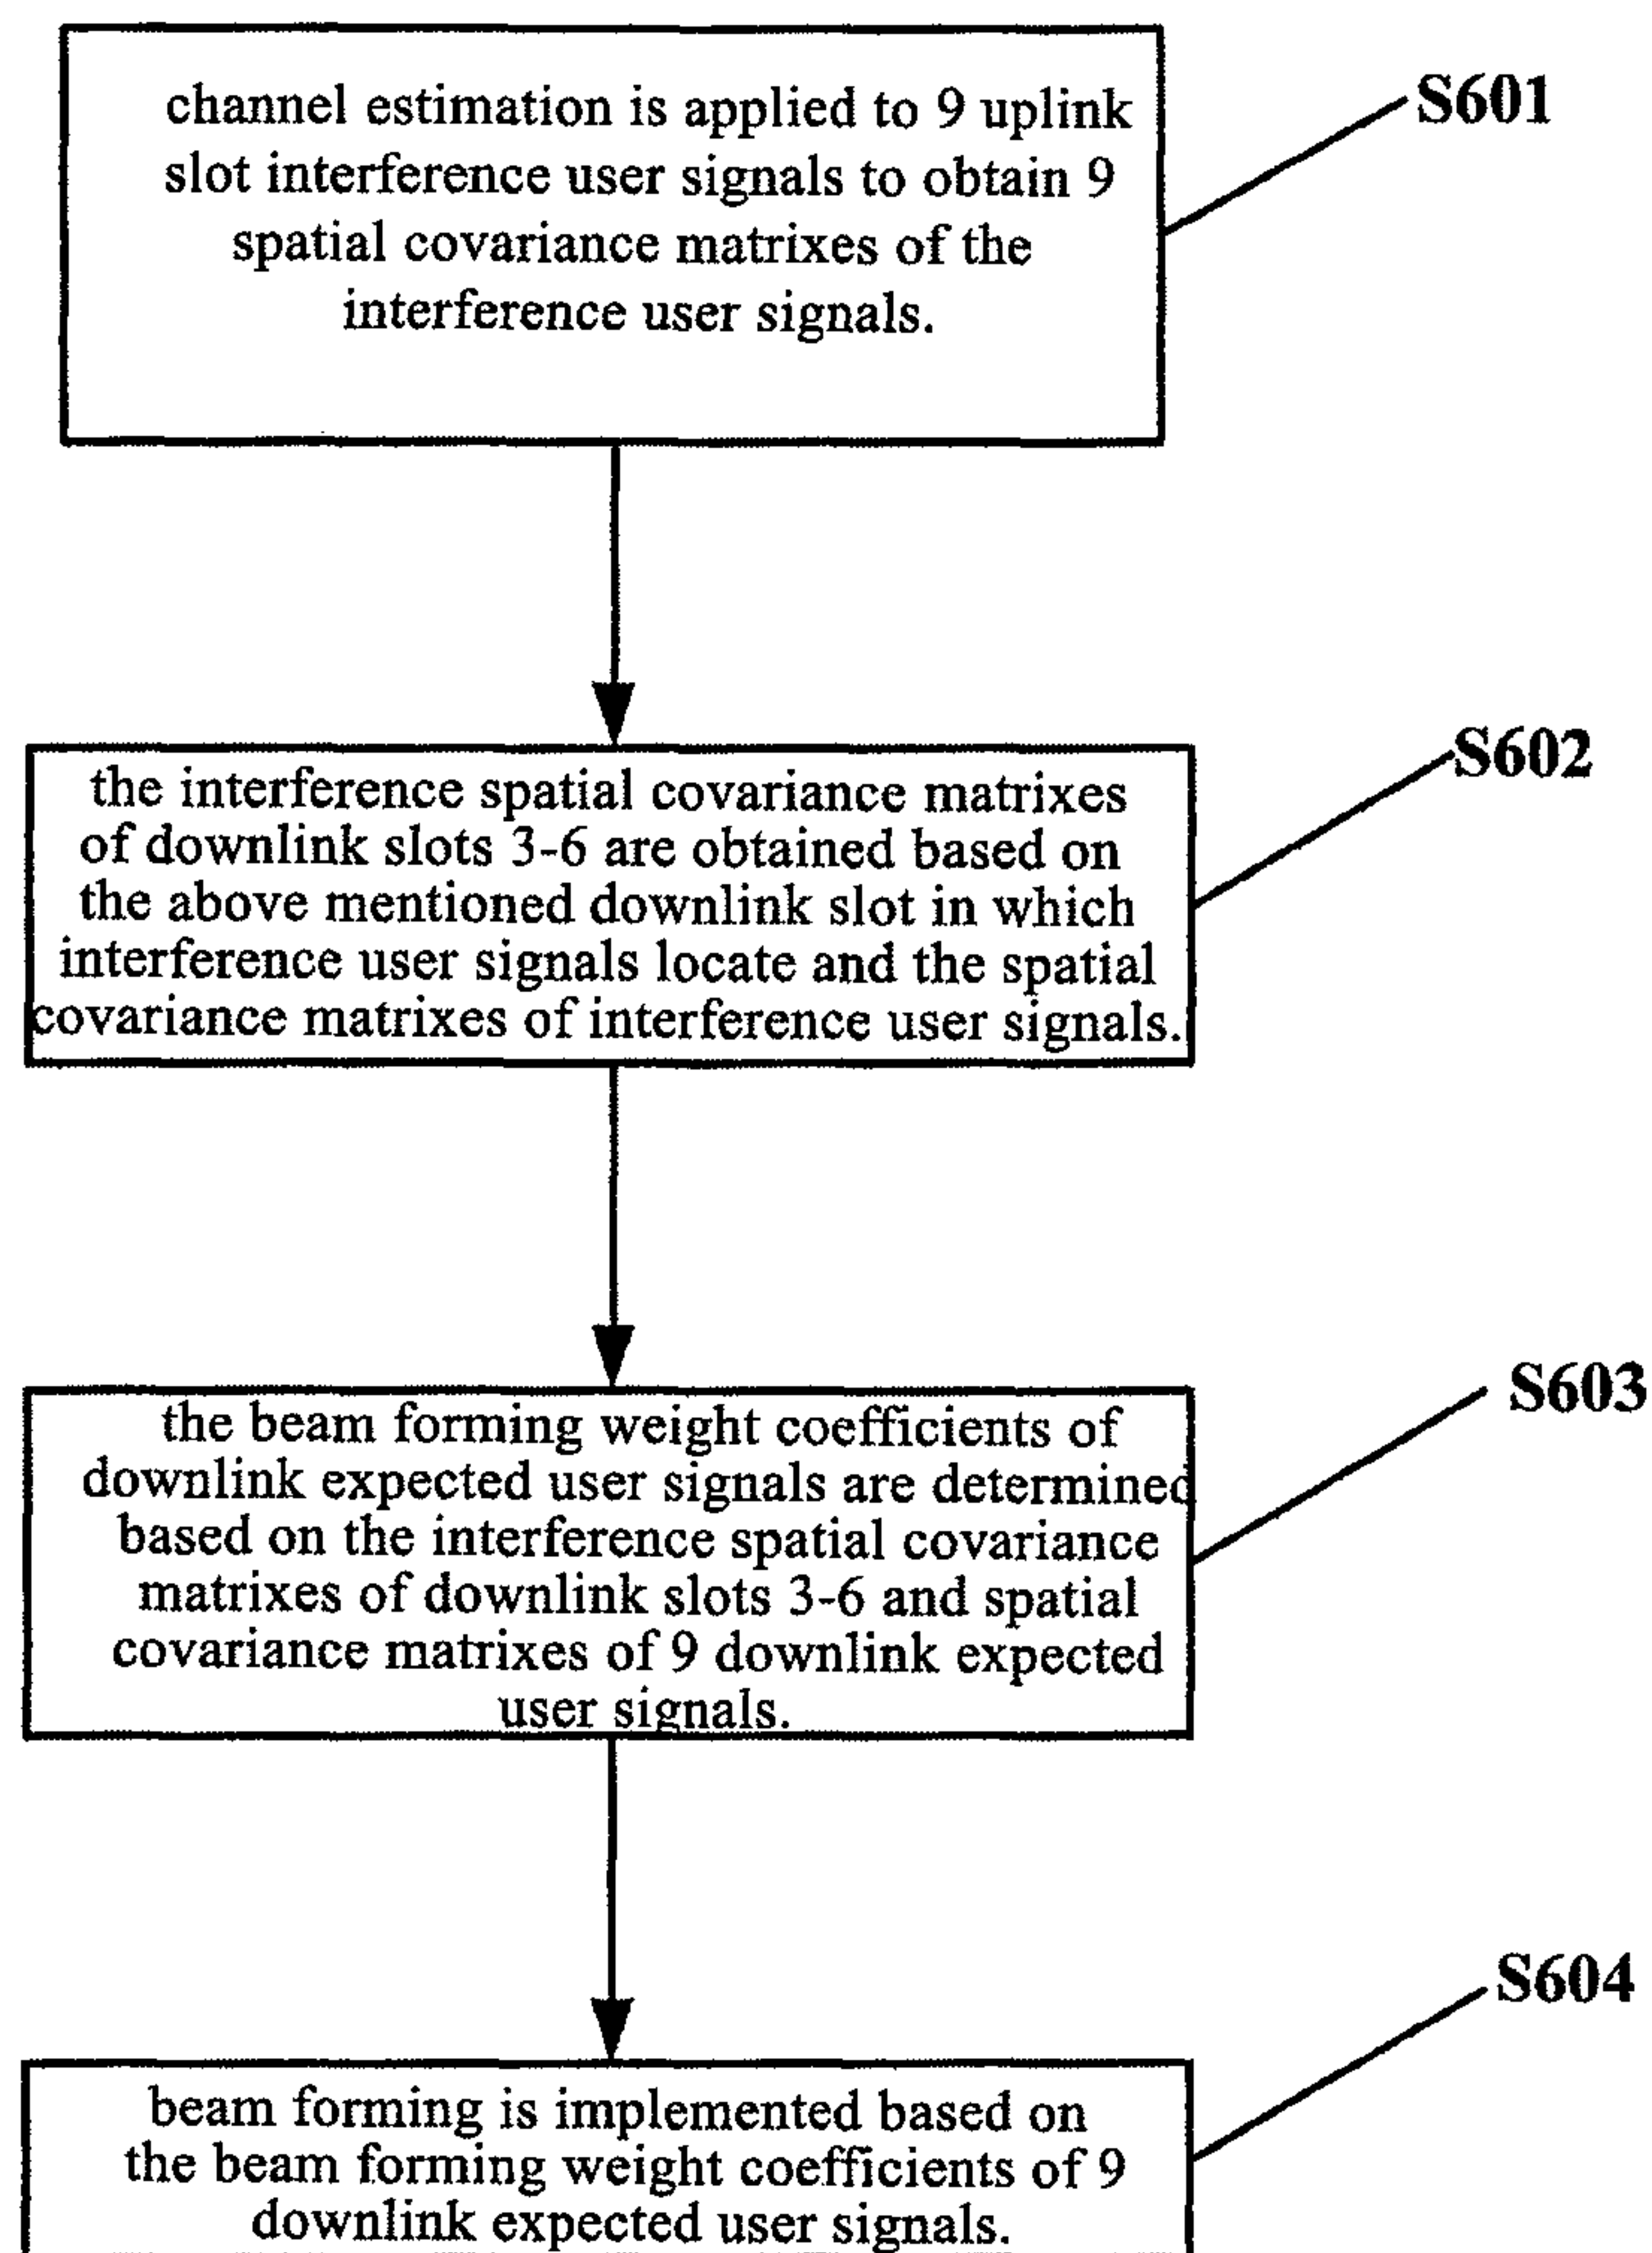 channel estimation is applied to 9 uplink
slot interference user signals to obtain 9
spatial covariance matrixes of the
interference user signals.
S601
the interference spatial covariance matrixes
of downlink slots 3-6 are obtained based on
the above mentioned downlink slot in which
interference user signals locate and the spatial
covariance matrixes of interference user signals.
S602
the beam forming weight coefficients of
downlink expected user signals are determined
based on the interference spatial covariance
matrixes of downlink slots 3-6 and spatial
covariance matrixes of 9 downlink expected
user signals.
S603
beam forming is implemented based on
the beam forming weight coefficients of 9
downlink expected user signals.
S604